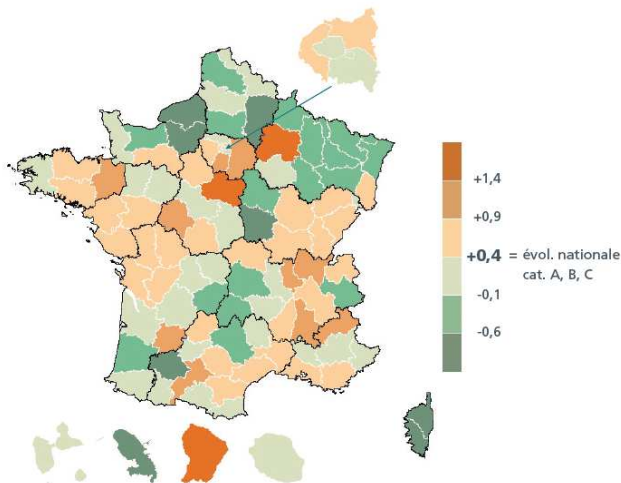 +1,4
+0,9
+0,4 = évol. nationale
cat. A, B, C
-0,1
-0,6